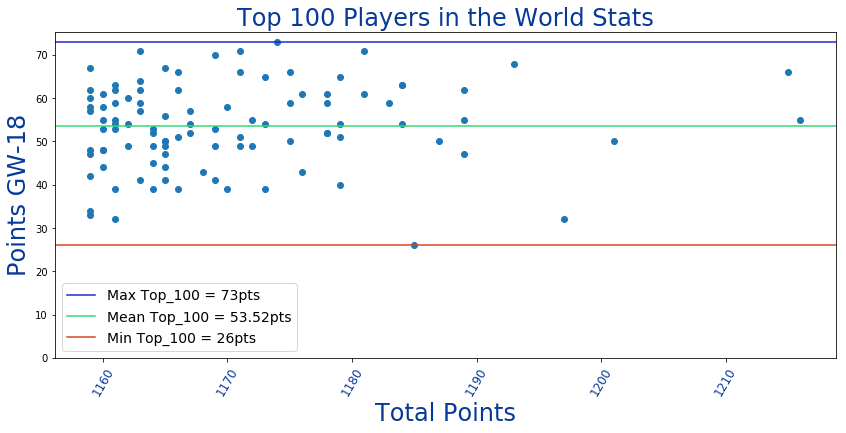 Top 100 Players in the World Stats
Points GW-18
70
60
50
40
30
20
10
0
Max Top_100 = 73pts
Mean Top_100 = 53.52pts
Min Top_100 = 26pts
1160 1170 1180 1190 1200 1210
Total Points